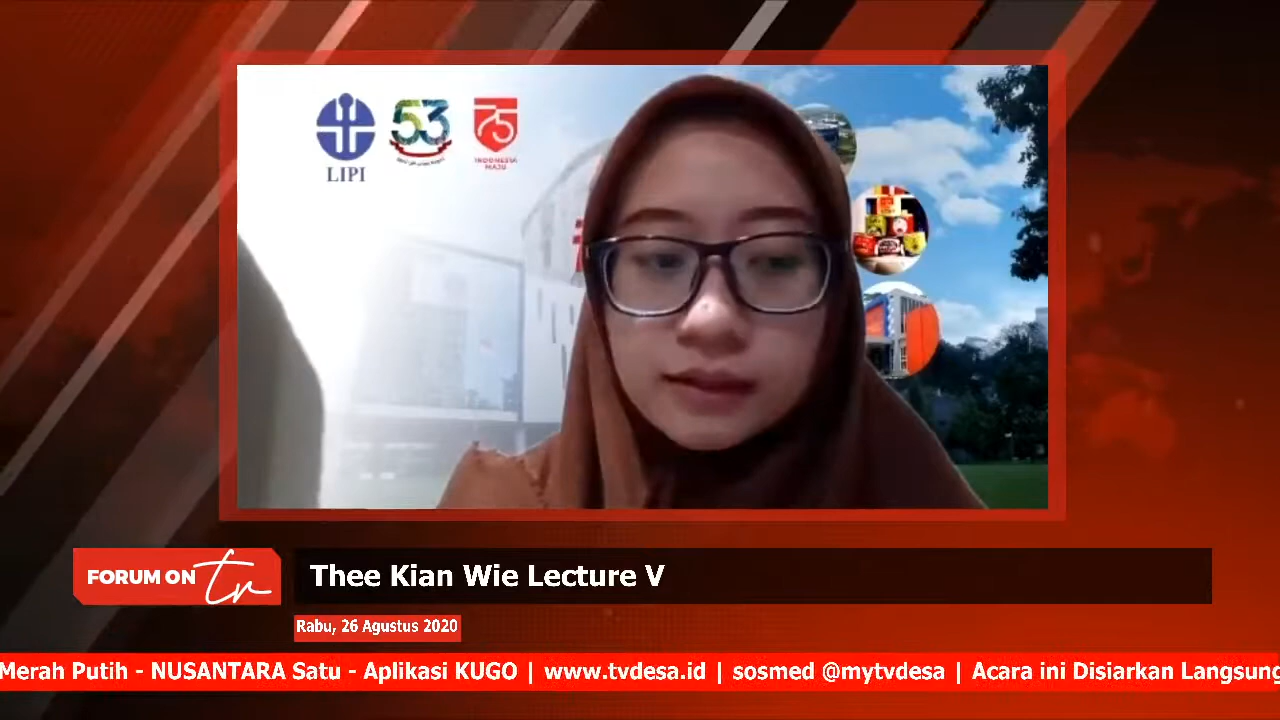 LIPI
53
75
INDONESIA
MAJU
FORUM ON tv
Thee Kian Wie Lecture V
Rabu, 26 Agustus 2020
Merah Putih - NUSANTARA Satu - Aplikasi KUGO | www.tvdesa.id | sosmed @mytvdesa | Acara ini Disiarkan Langsung